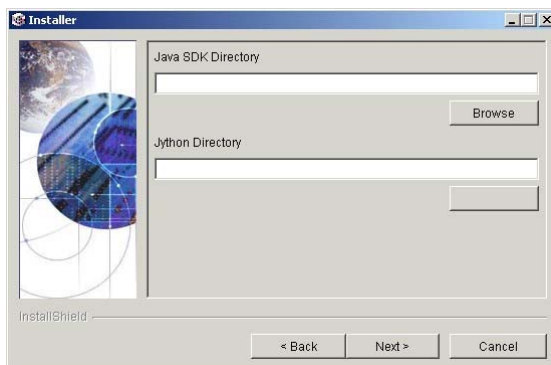 Installer
Java SDK Directory
Browse
Jython Directory
InstallShield
< Back
Next >
Cancel